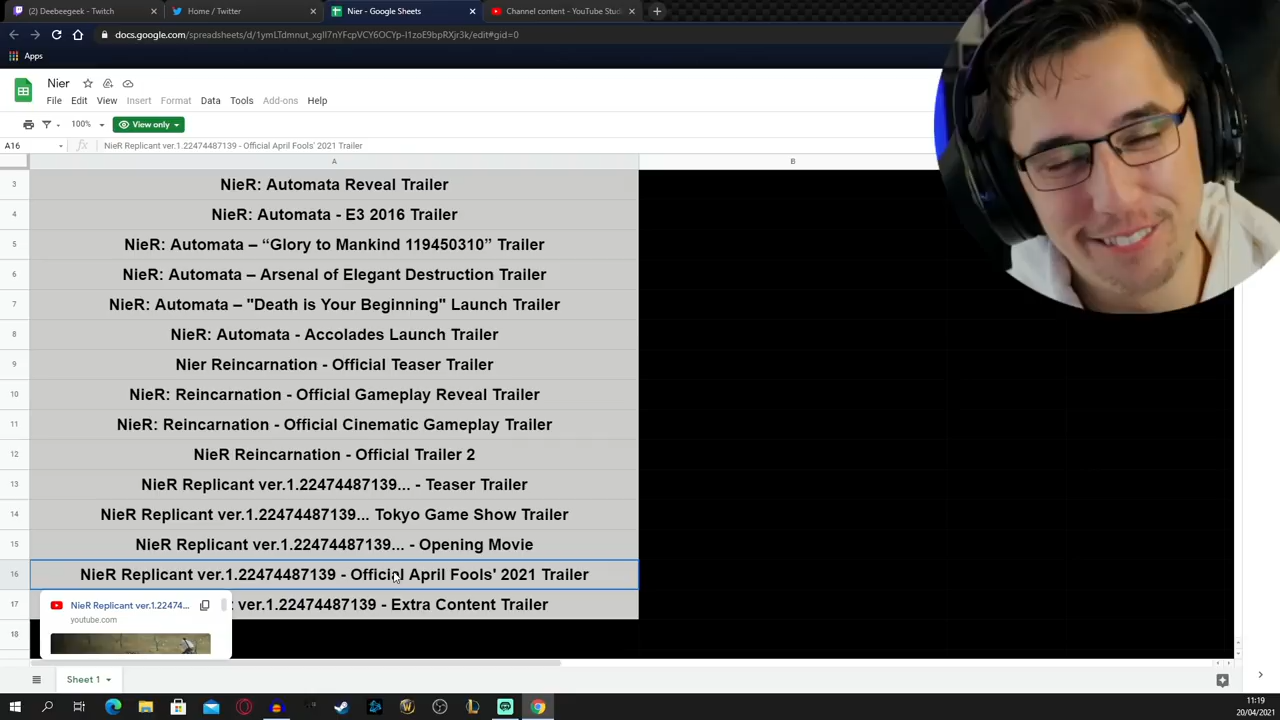 (2) Deebeegeek - Twitch
Home / Twitter
Nier - Google Sheets
Channel content - YouTube Stud
docs.google.com/spreadsheets/d/
Apps
Nier
File Edit View Insert Format Data Tools Add-ons Help
100% View only
A16 fx NieR Replicant ver.1.22474487139 - Official April Fools' 2021 Trailer
A B
3 NieR: Automata Reveal Trailer
4 NieR: Automata - E3 2016 Trailer
5 NieR: Automata – “Glory to Mankind 119450310” Trailer
6 NieR: Automata – Arsenal of Elegant Destruction Trailer
7 NieR: Automata – "Death is Your Beginning" Launch Trailer
8 NieR: Automata - Accolades Launch Trailer
9 Nier Reincarnation - Official Teaser Trailer
10 NieR: Reincarnation - Official Gameplay Reveal Trailer
11 NieR: Reincarnation - Official Cinematic Gameplay Trailer
12 NieR Reincarnation - Official Trailer 2
13 NieR Replicant ver.1.22474487139... - Teaser Trailer
14 NieR Replicant ver.1.22474487139... Tokyo Game Show Trailer
15 NieR Replicant ver.1.22474487139... - Opening Movie
16 NieR Replicant ver.1.22474487139 - Official April Fools' 2021 Trailer
17 ver.1.22474487139 - Extra Content Trailer
NieR Replicant ver.1.22474...
youtube.com
18
Sheet 1
11:19
20/04/2021